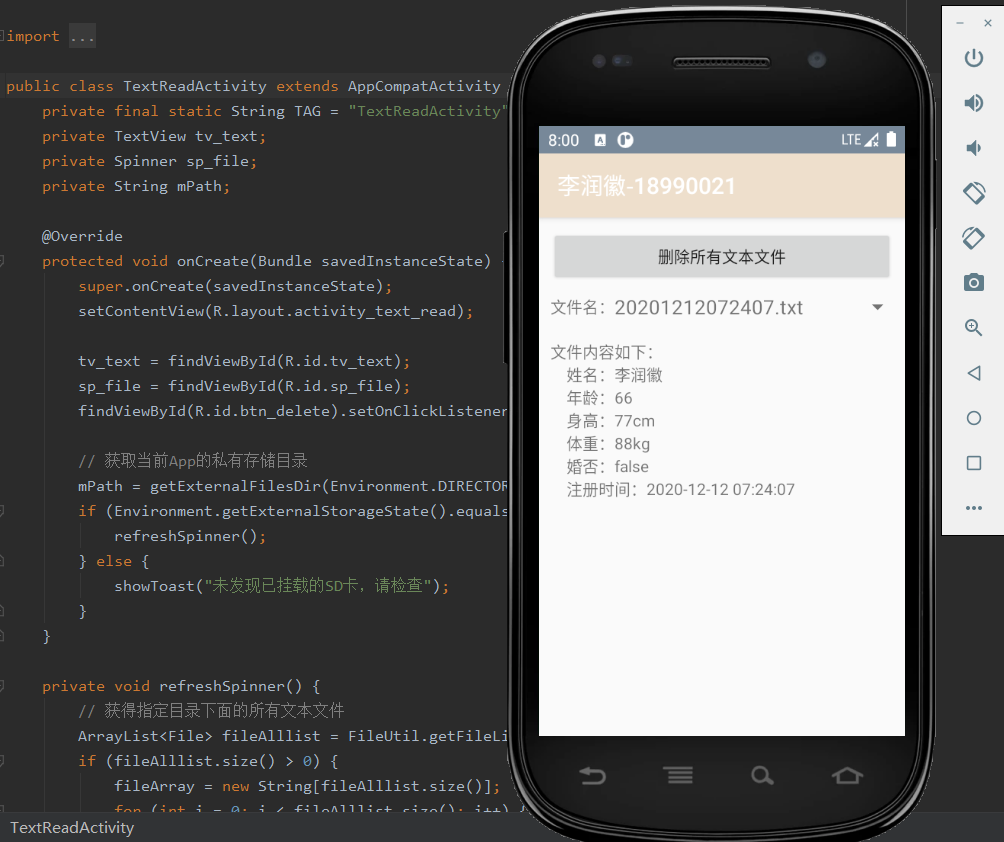 import ...
public class TextReadActivity extends AppCompatActivity
private final static String TAG = "TextReadActivity"
private TextView tv_text;
private Spinner sp_file;
private String mPath;
@Override
protected void onCreate(Bundle savedInstanceState)
super.onCreate(savedInstanceState);
setContentView(R.layout.activity_text_read);
tv_text = findViewById(R.id.tv_text);
sp_file = findViewById(R.id.sp_file);
findViewById(R.id.btn_delete).setOnClickListener
// 获取当前App的私有存储目录
mPath = getExternalFilesDir(Environment.DIRECTOR
if (Environment.getExternalStorageState().equals
refreshSpinner();
} else {
showToast("未发现已挂载的SD卡，请检查");
}
}
private void refreshSpinner() {
// 获得指定目录下面的所有文本文件
ArrayList<File> fileAlllist = FileUtil.getFileLi
if (fileAlllist.size() > 0) {
fileArray = new String[fileAlllist.size()];
for (int i = 0; i < fileAlllist.size(); i++) {
TextReadActivity
8:00 A LTE
李润徽-18990021
删除所有文本文件
文件名：20201212072407.txt
文件内容如下：
姓名：李润徽
年龄：66
身高：77cm
体重：88kg
婚否：false
注册时间：2020-12-12 07:24:07